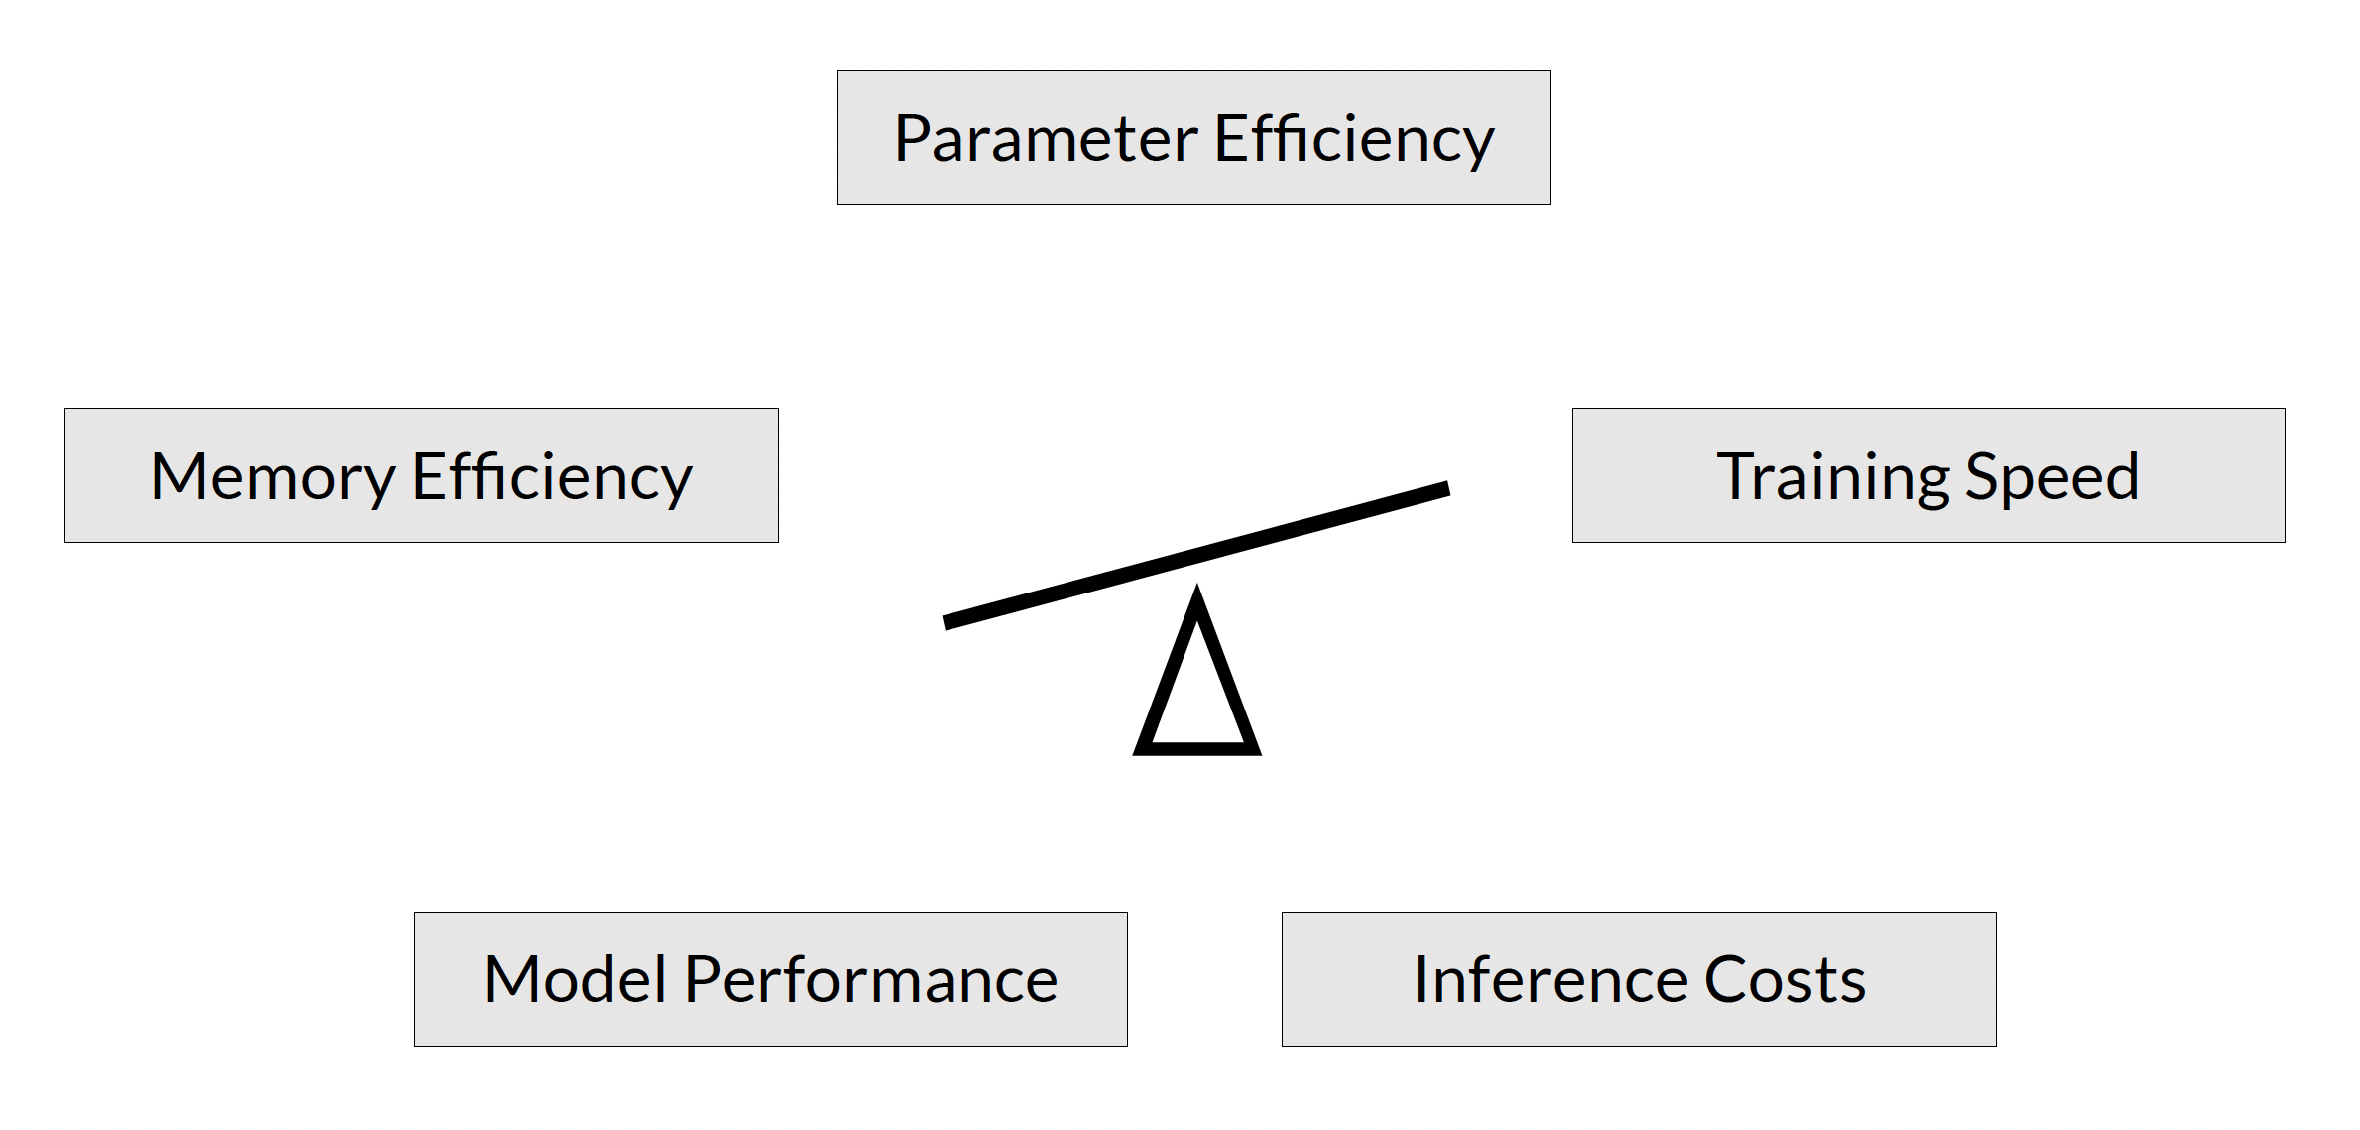 Parameter Efficiency
Memory Efficiency
Training Speed
Model Performance
Inference Costs